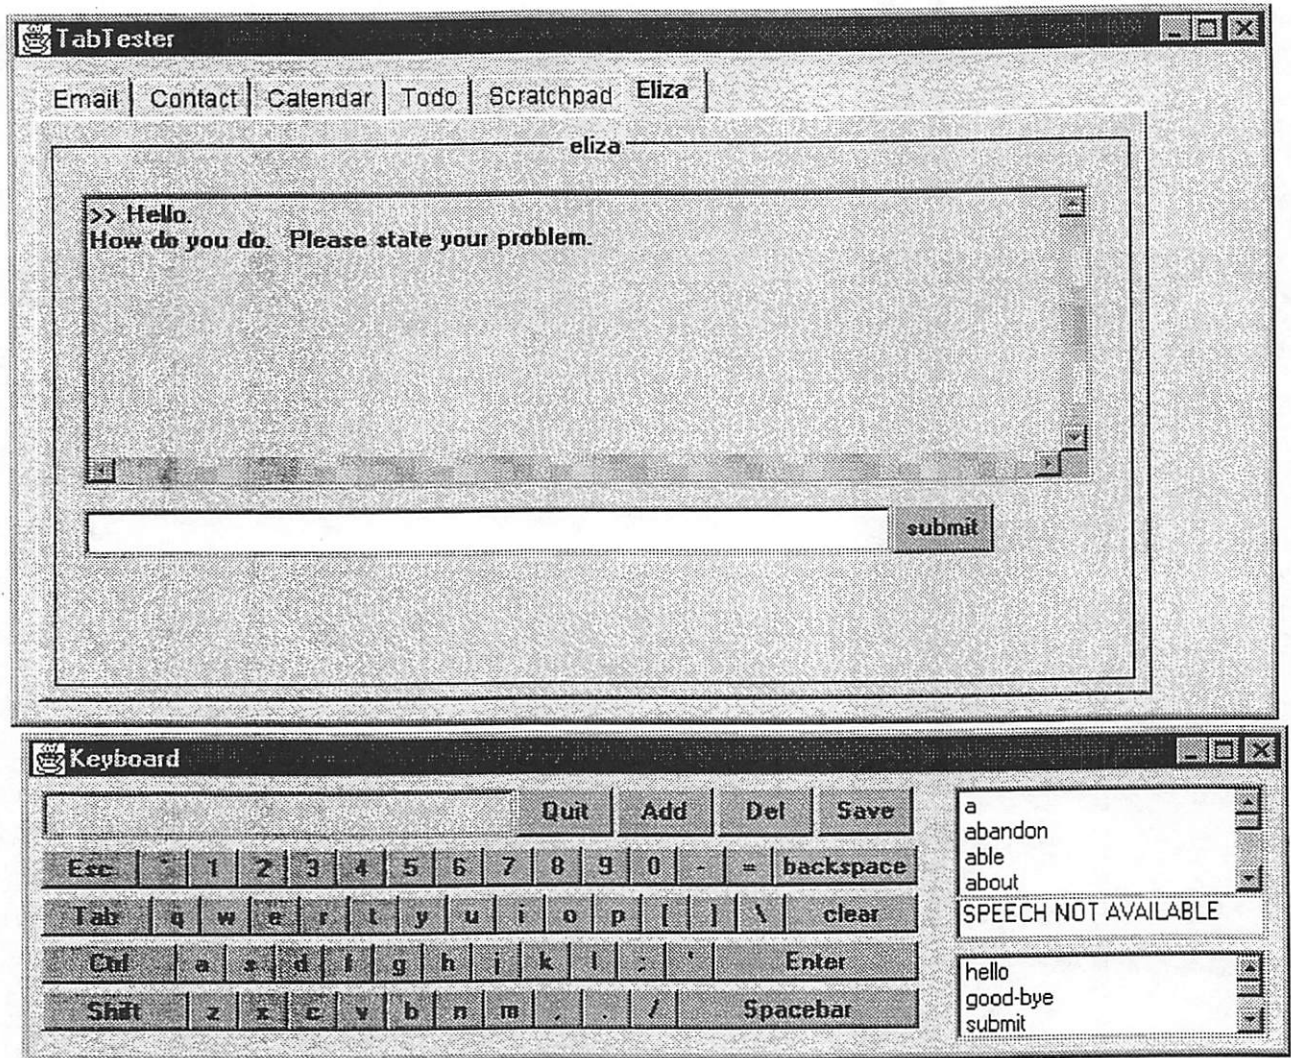 TabTester
Email Contact Calendar Todo Scratchpad Eliza
eliza
>> Hello.
How do you do.  Please state your problem.
submit
Keyboard
Quit Add Del Save
Esc ` 1 2 3 4 5 6 7 8 9 0 - = backspace
Tab q w e r t y u i o p [ ] \ clear
Ctrl a s d f g h j k l ; ' Enter
Shift z x c v b n m , . / Spacebar
a
abandon
able
about
SPEECH NOT AVAILABLE
hello
good-bye
submit